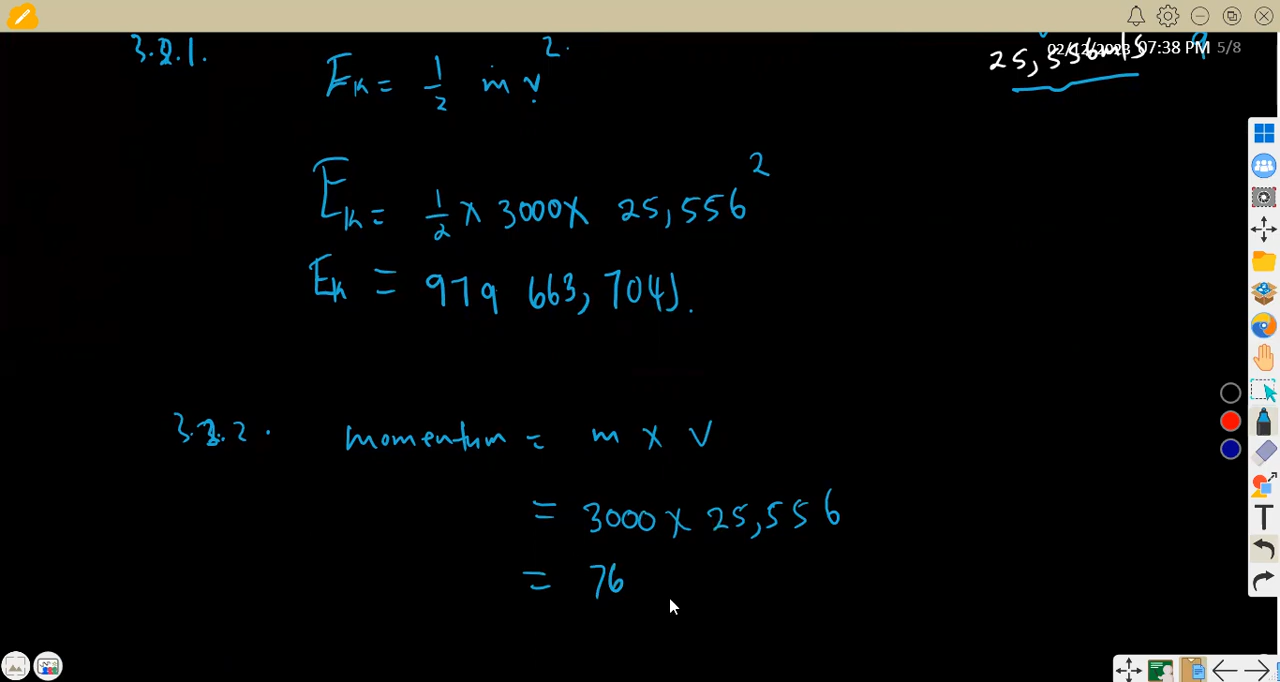 02/12/2023 07:38 PM 5/8
25,556m/s
3.2.1.
Ek = 1/2 m v²
Ek = 1/2 x 3000 x 25,556²
Ek = 979 663,704J.
3.2.2. momentum = m x v
= 3000 x 25,556
= 76
T